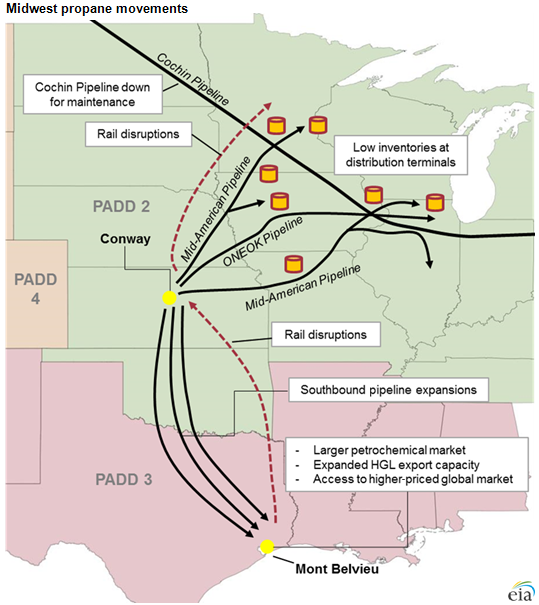 Midwest propane movements
Cochin Pipeline
Cochin Pipeline down
for maintenance
Rail disruptions
Low inventories at
distribution terminals
Mid-American Pipeline
PADD 2
Conway
ONEOK Pipeline
PADD
4
Mid-American Pipeline
Rail disruptions
Southbound pipeline expansions
- Larger petrochemical market
- Expanded HGL export capacity
- Access to higher-priced global market
PADD 3
Mont Belvieu
eia